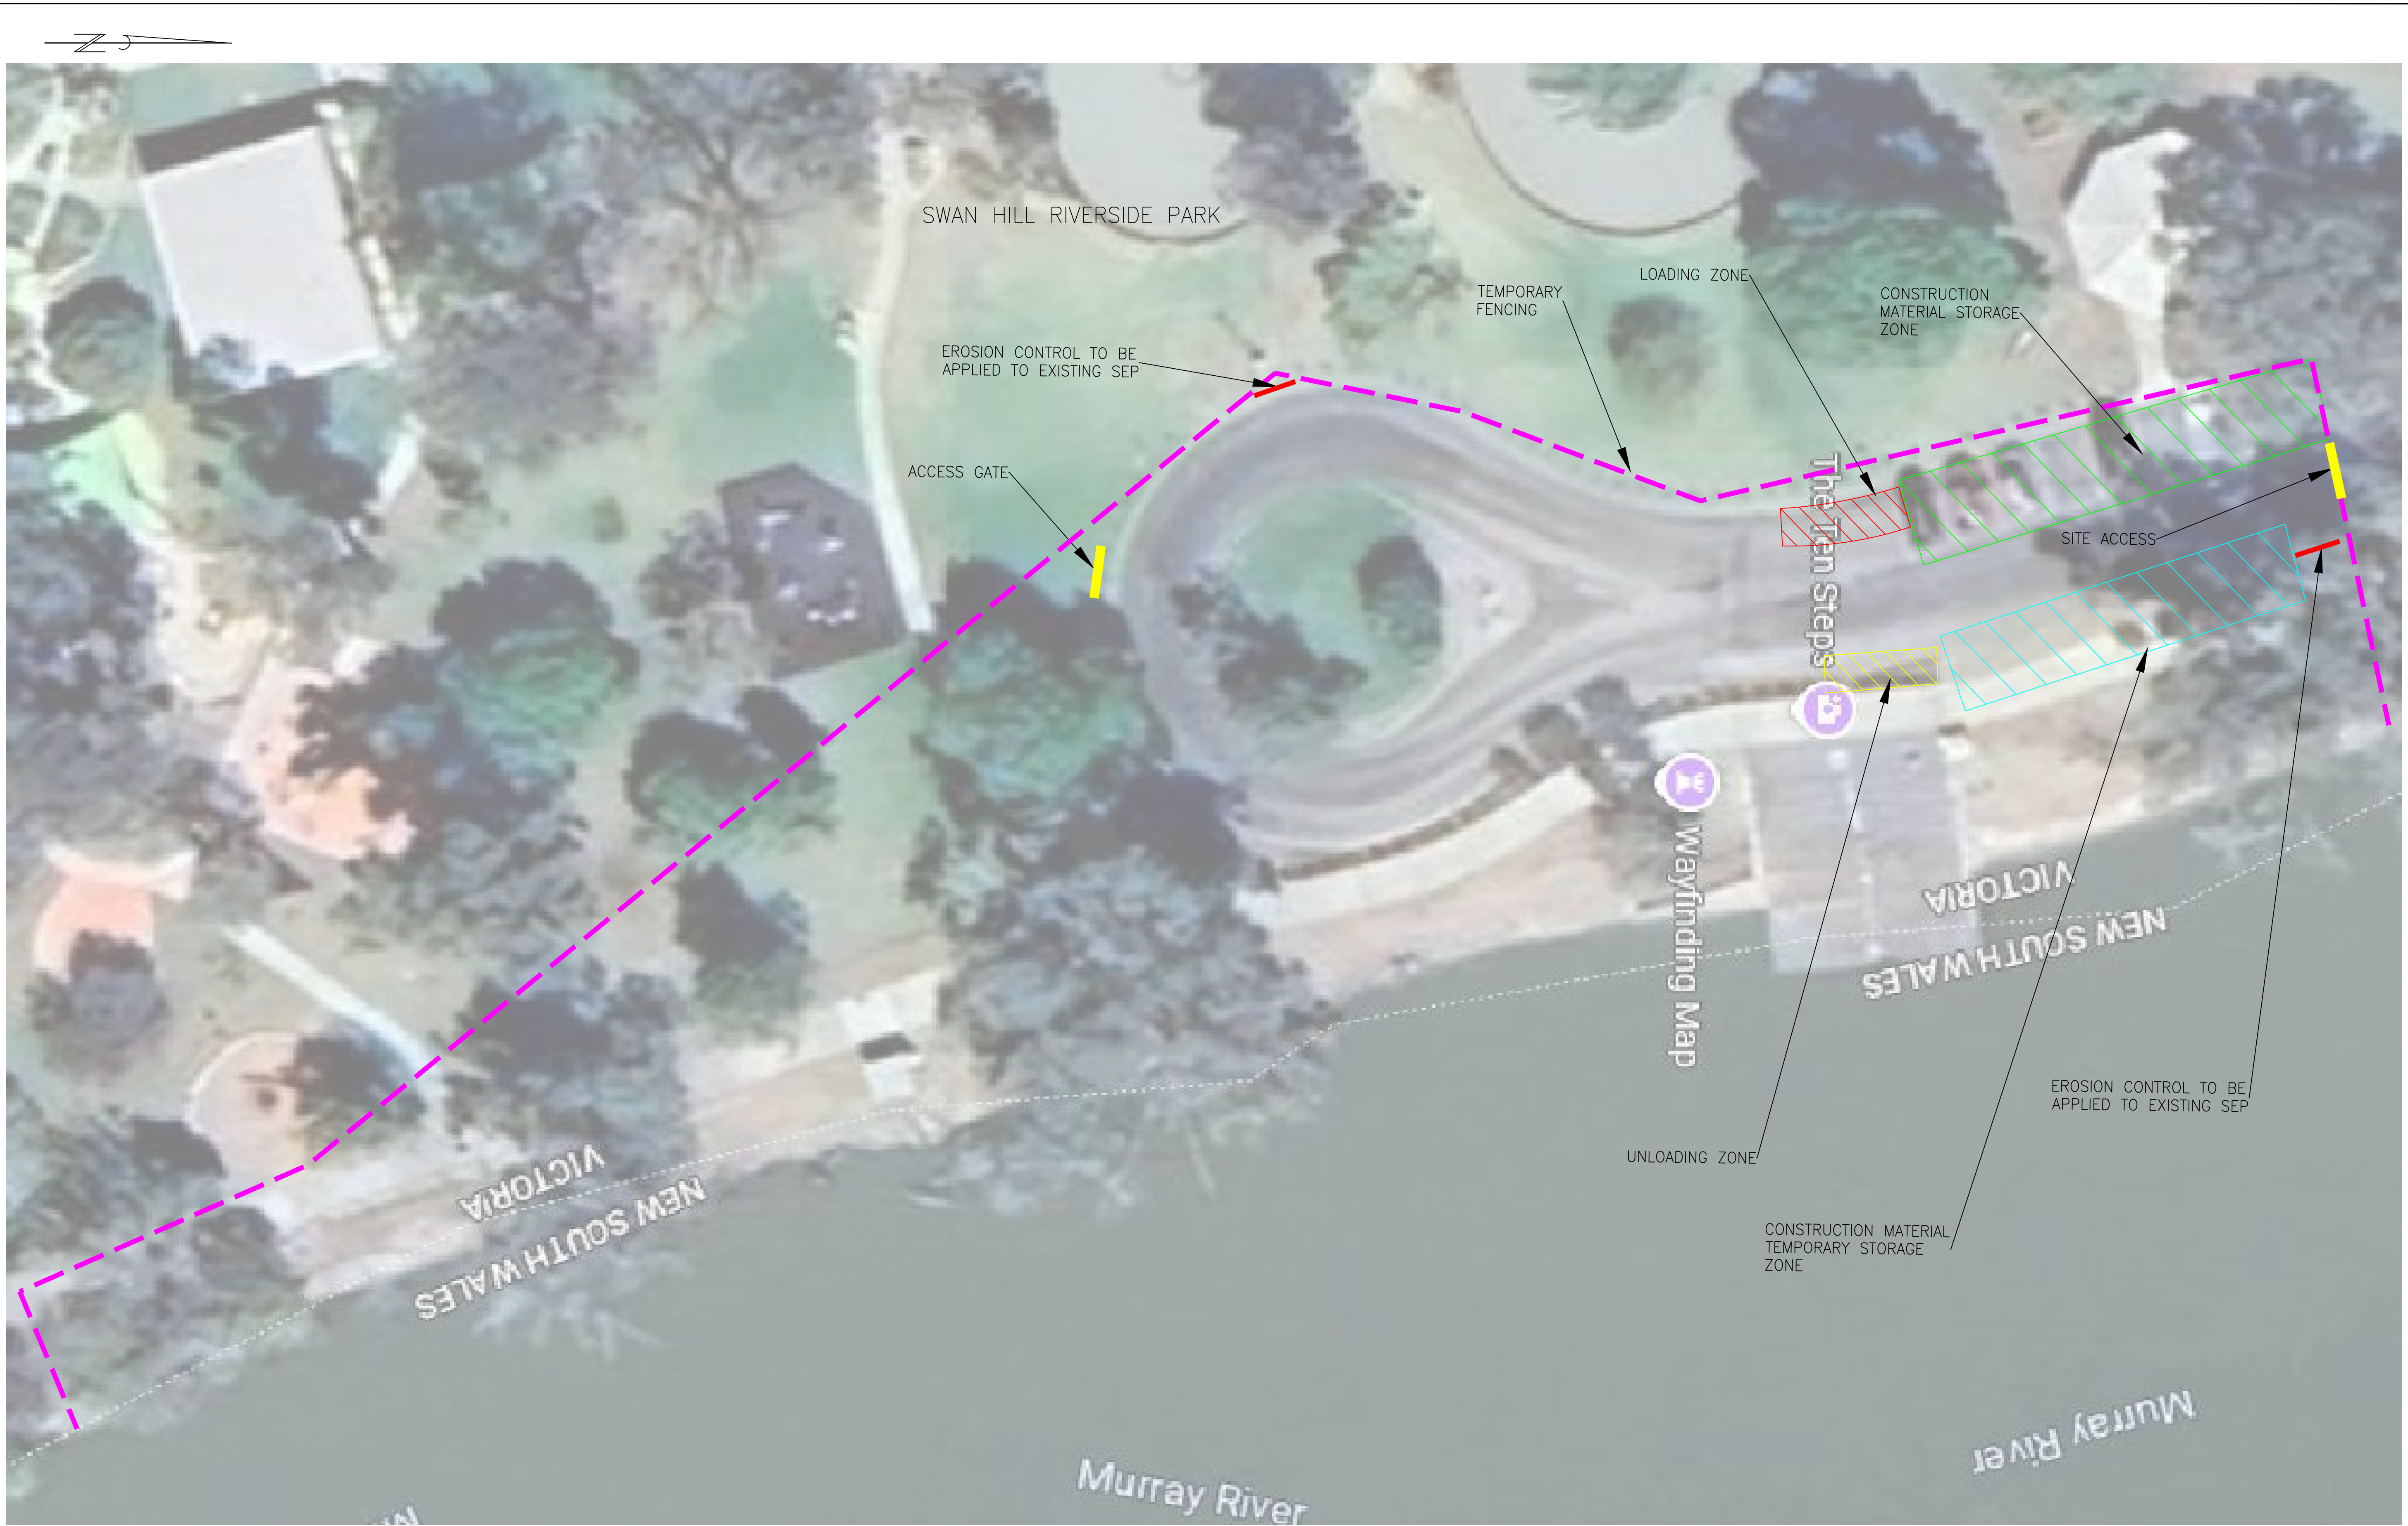 N
SWAN HILL RIVERSIDE PARK
LOADING ZONE
TEMPORARY
FENCING
CONSTRUCTION
MATERIAL STORAGE
ZONE
EROSION CONTROL TO BE
APPLIED TO EXISTING SEP
ACCESS GATE
SITE ACCESS
The Ten Steps
Wayfinding Map
VICTORIA
NEW SOUTH WALES
EROSION CONTROL TO BE
APPLIED TO EXISTING SEP
UNLOADING ZONE
VICTORIA
NEW SOUTH WALES
CONSTRUCTION MATERIAL
TEMPORARY STORAGE
ZONE
Murray River
Murray River